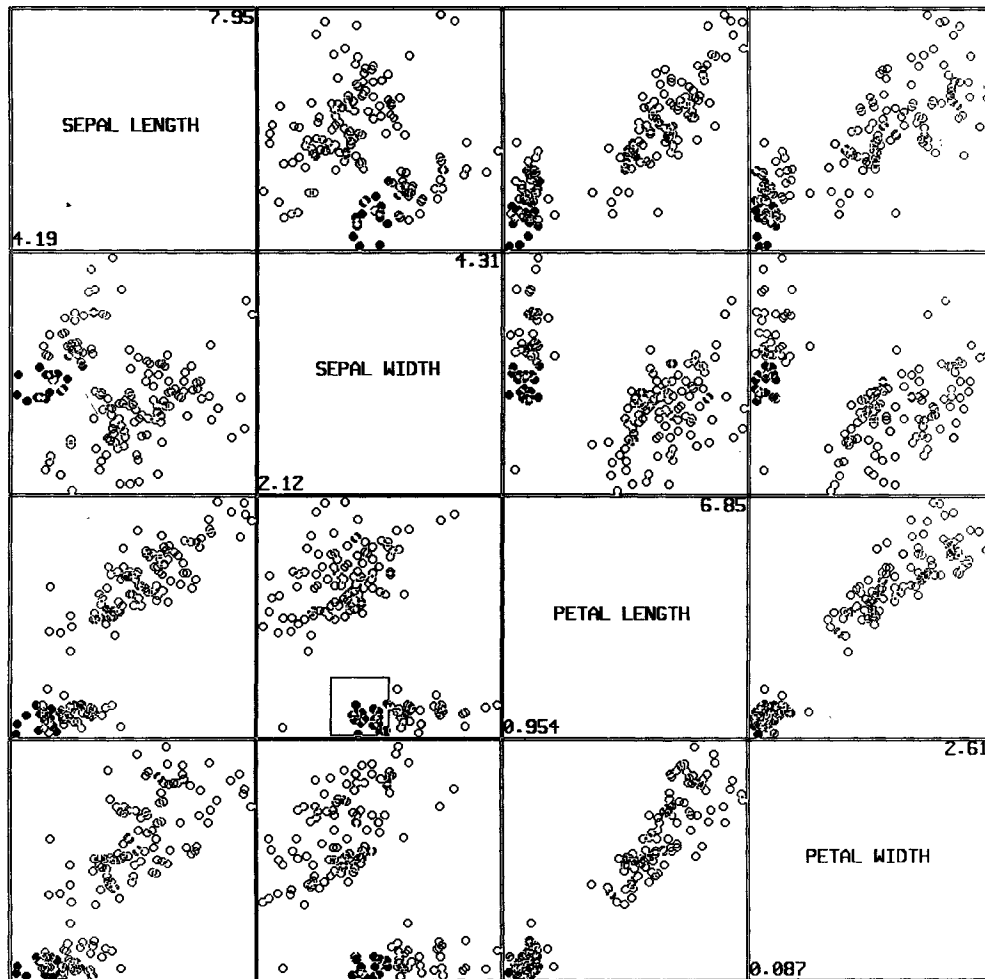 7.95
SEPAL LENGTH
4.19
4.31
SEPAL WIDTH
2.12
6.85
PETAL LENGTH
0.954
2.61
PETAL WIDTH
0.087